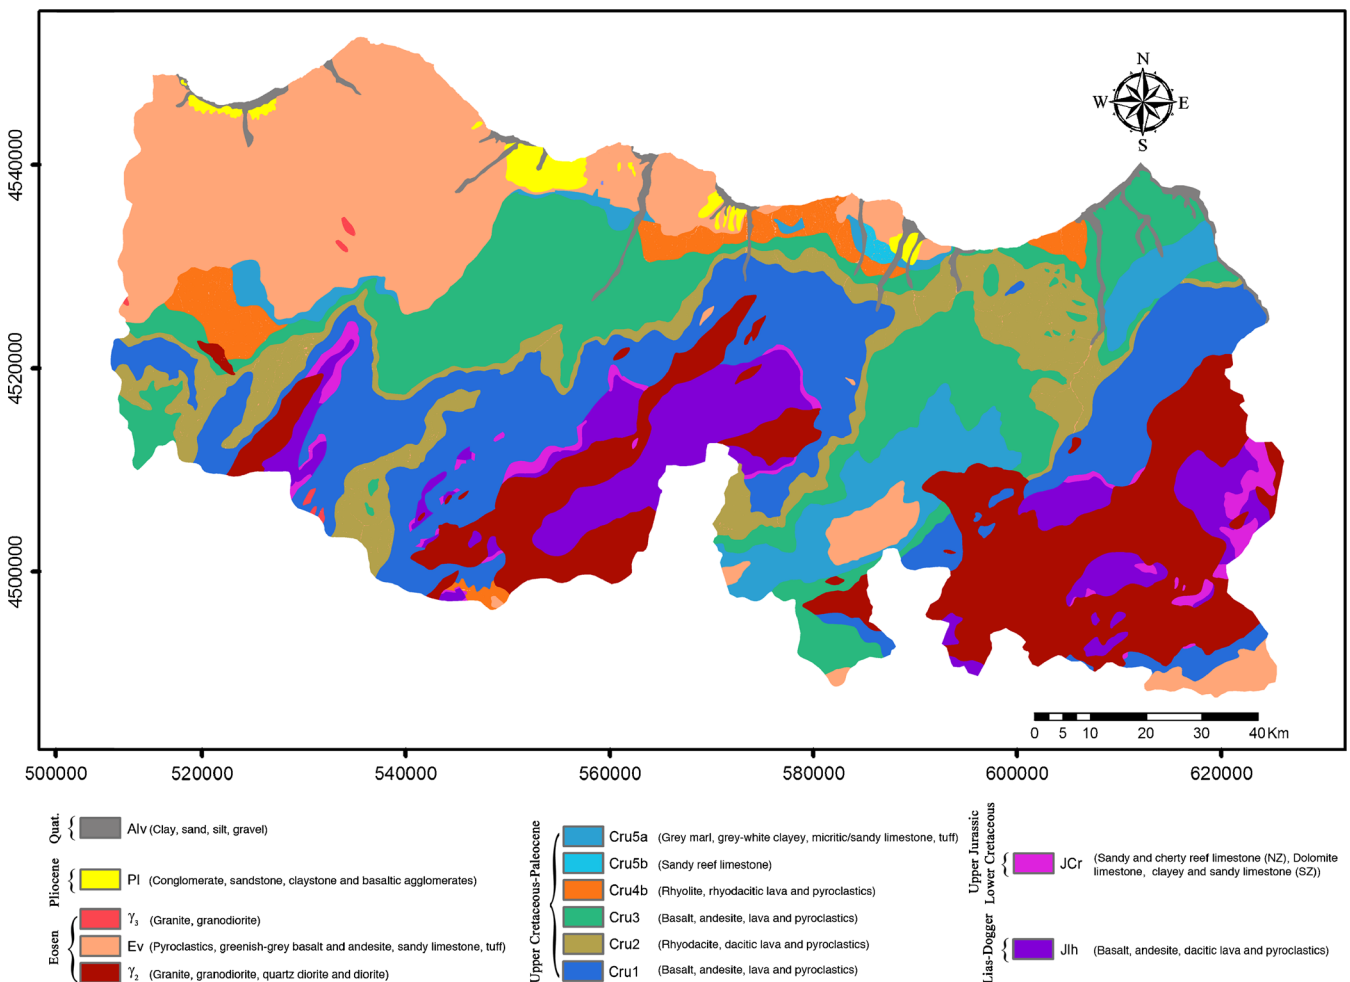 N
W E
S
4540000
4520000
4500000
0 5 10 20 30 40 Km
500000 520000 540000 560000 580000 600000 620000
Quat.
Alv (Clay, sand, silt, gravel)
Pliocene
Pl (Conglomerate, sandstone, claystone and basaltic agglomerates)
Eosen
γ3 (Granite, granodiorite)
Ev (Pyroclastics, greenish-grey basalt and andesite, sandy limestone, tuff)
γ2 (Granite, granodiorite, quartz diorite and diorite)
Upper Cretaceous-Paleocene
Cru5a (Grey marl, grey-white clayey, micritic/sandy limestone, tuff)
Cru5b (Sandy reef limestone)
Cru4b (Rhyolite, rhyodacitic lava and pyroclastics)
Cru3 (Basalt, andesite, lava and pyroclastics)
Cru2 (Rhyodacite, dacitic lava and pyroclastics)
Cru1 (Basalt, andesite, lava and pyroclastics)
Upper Jurassic
Lower Cretaceous
JCr (Sandy and cherty reef limestone (NZ), Dolomite
limestone, clayey and sandy limestone (SZ))
Lias-Dogger
Jlh (Basalt, andesite, dacitic lava and pyroclastics)